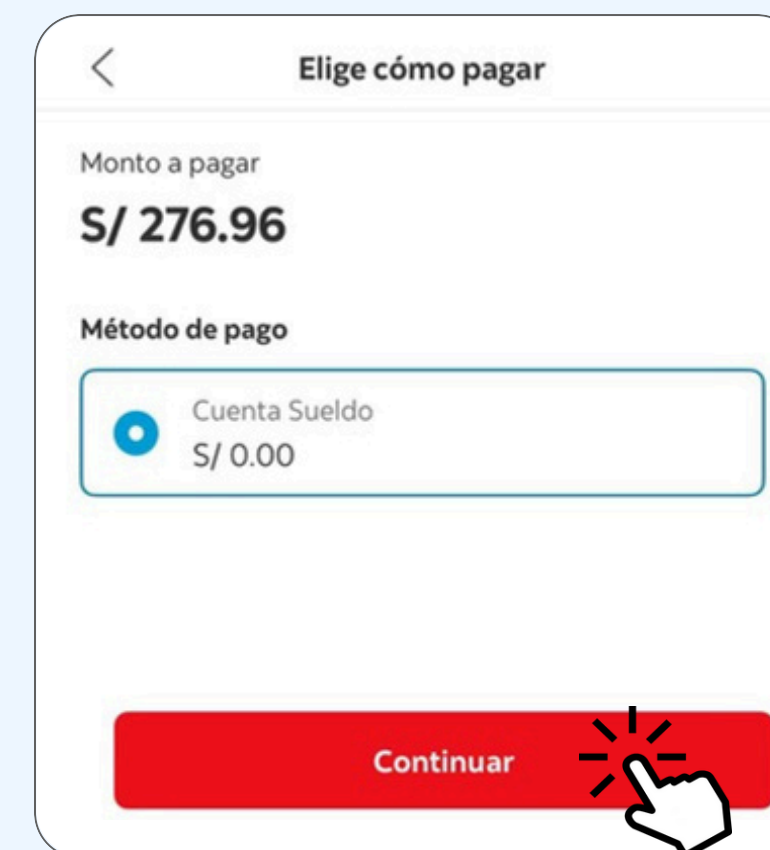 Elige cómo pagar
Monto a pagar
S/ 276.96
Método de pago
Cuenta Sueldo
S/ 0.00
Continuar